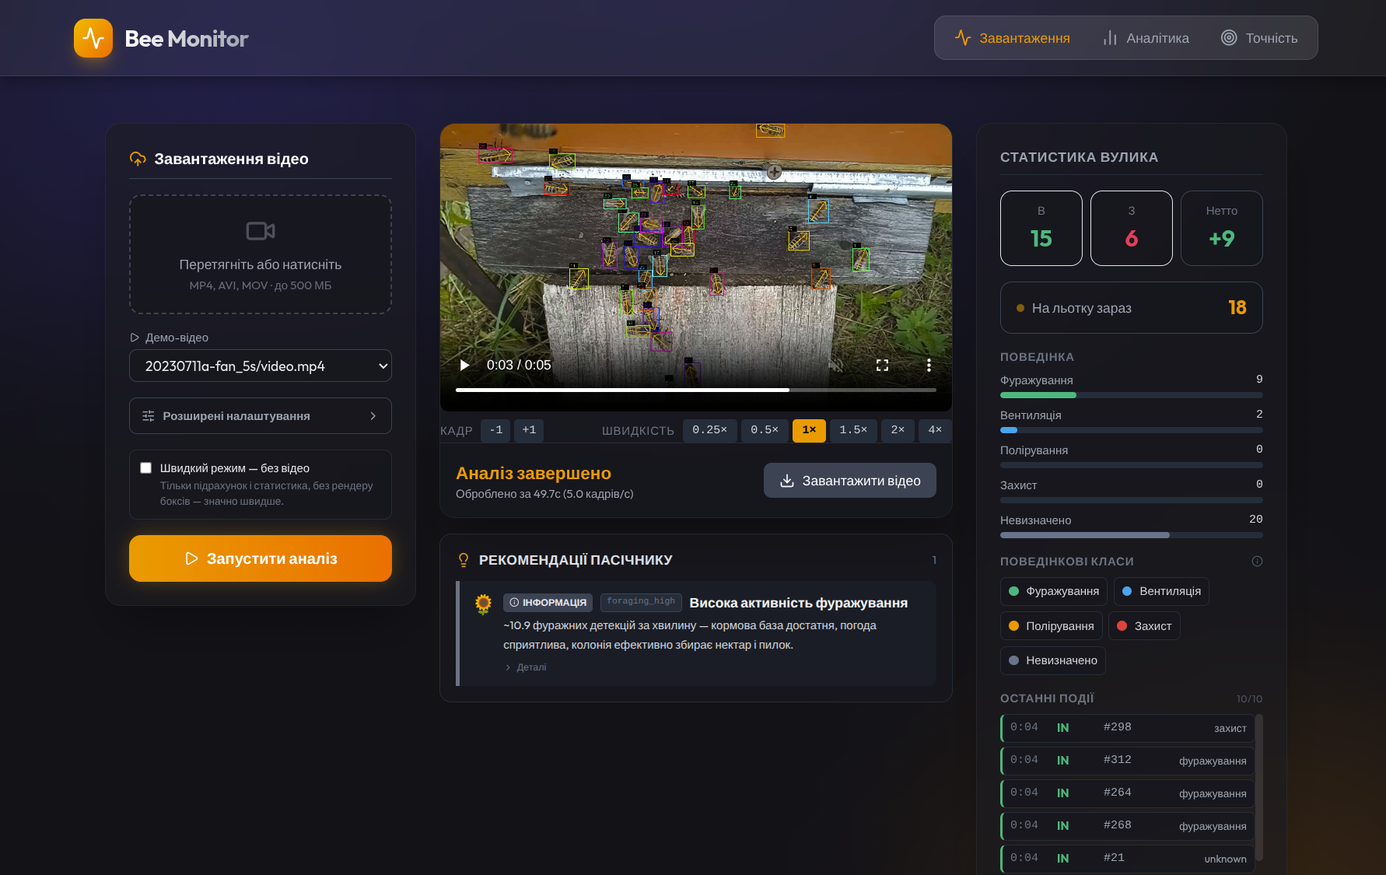 Bee Monitor
Завантаження
Аналітика
Точність
Завантаження відео
Перетягніть або натисніть
MP4, AVI, MOV · до 500 МБ
Демо-відео
20230711a-fan_5s/video.mp4
Розширені налаштування
Швидкий режим — без відео
Тільки підрахунок і статистика, без рендеру
боксів — значно швидше.
Запустити аналіз
0:03 / 0:05
КАДР -1 +1 ШВИДКІСТЬ 0.25× 0.5× 1× 1.5× 2× 4×
Аналіз завершено
Оброблено за 49.7с (5.0 кадрів/с)
Завантажити відео
РЕКОМЕНДАЦІЇ ПАСІЧНИКУ 1
ІНФОРМАЦІЯ foraging_high Висока активність фуражування
~10.9 фуражних детекцій за хвилину — кормова база достатня, погода
сприятлива, колонія ефективно збирає нектар і пилок.
Деталі
СТАТИСТИКА ВУЛИКА
В З Нетто
15 6 +9
На льотку зараз 18
ПОВЕДІНКА
Фуражування 9
Вентиляція 2
Полірування 0
Захист 0
Невизначено 20
ПОВЕДІНКОВІ КЛАСИ
Фуражування Вентиляція
Полірування Захист
Невизначено
ОСТАННІ ПОДІЇ 10/10
0:04 IN #298 захист
0:04 IN #312 фуражування
0:04 IN #264 фуражування
0:04 IN #268 фуражування
0:04 IN #21 unknown